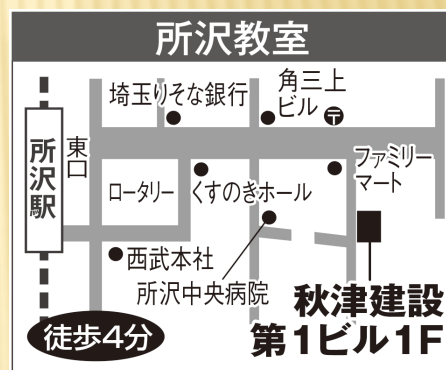 所沢教室
埼玉りそな銀行
角三上
ビル
〒
所沢駅
東口
ファミリー
マート
ロータリー
くすのきホール
西武本社
所沢中央病院
秋津建設
第1ビル1F
徒歩4分